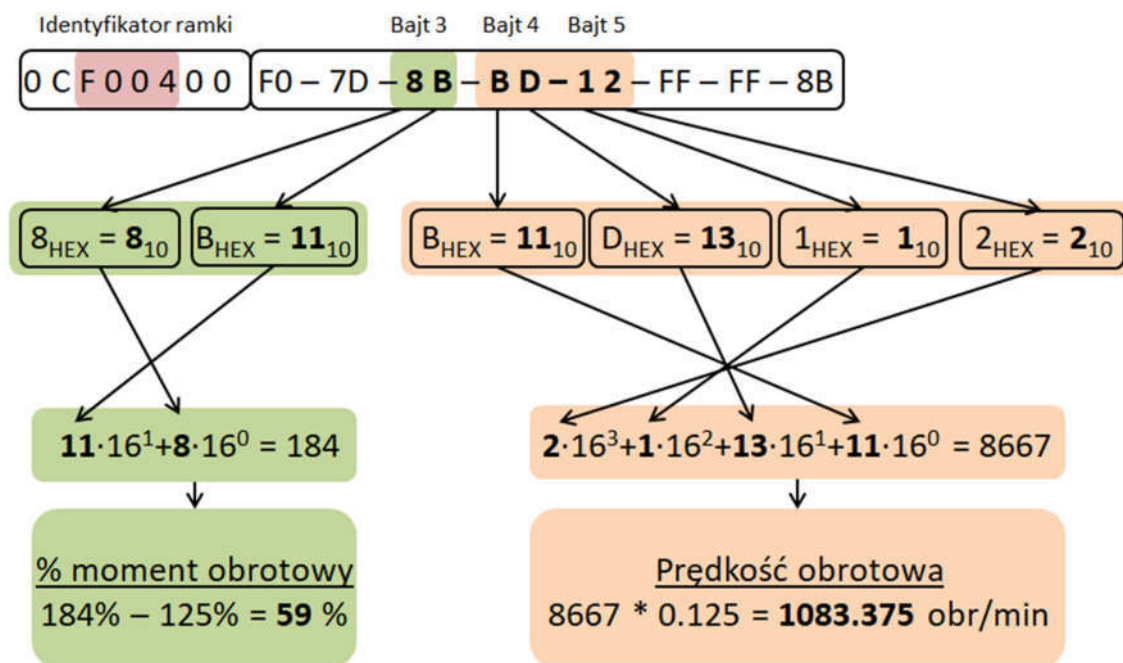 Identyfikator ramki Bajt 3 Bajt 4 Bajt 5
0 C F 0 0 4 0 0 F0 – 7D – 8 B – B D – 1 2 – FF – FF – 8B
8HEX = 810 BHEX = 1110 BHEX = 1110 DHEX = 1310 1HEX = 110 2HEX = 210
11·16¹+8·16⁰ = 184 2·16³+1·16²+13·16¹+11·16⁰ = 8667
% moment obrotowy Prędkość obrotowa
184% – 125% = 59 % 8667 * 0.125 = 1083.375 obr/min